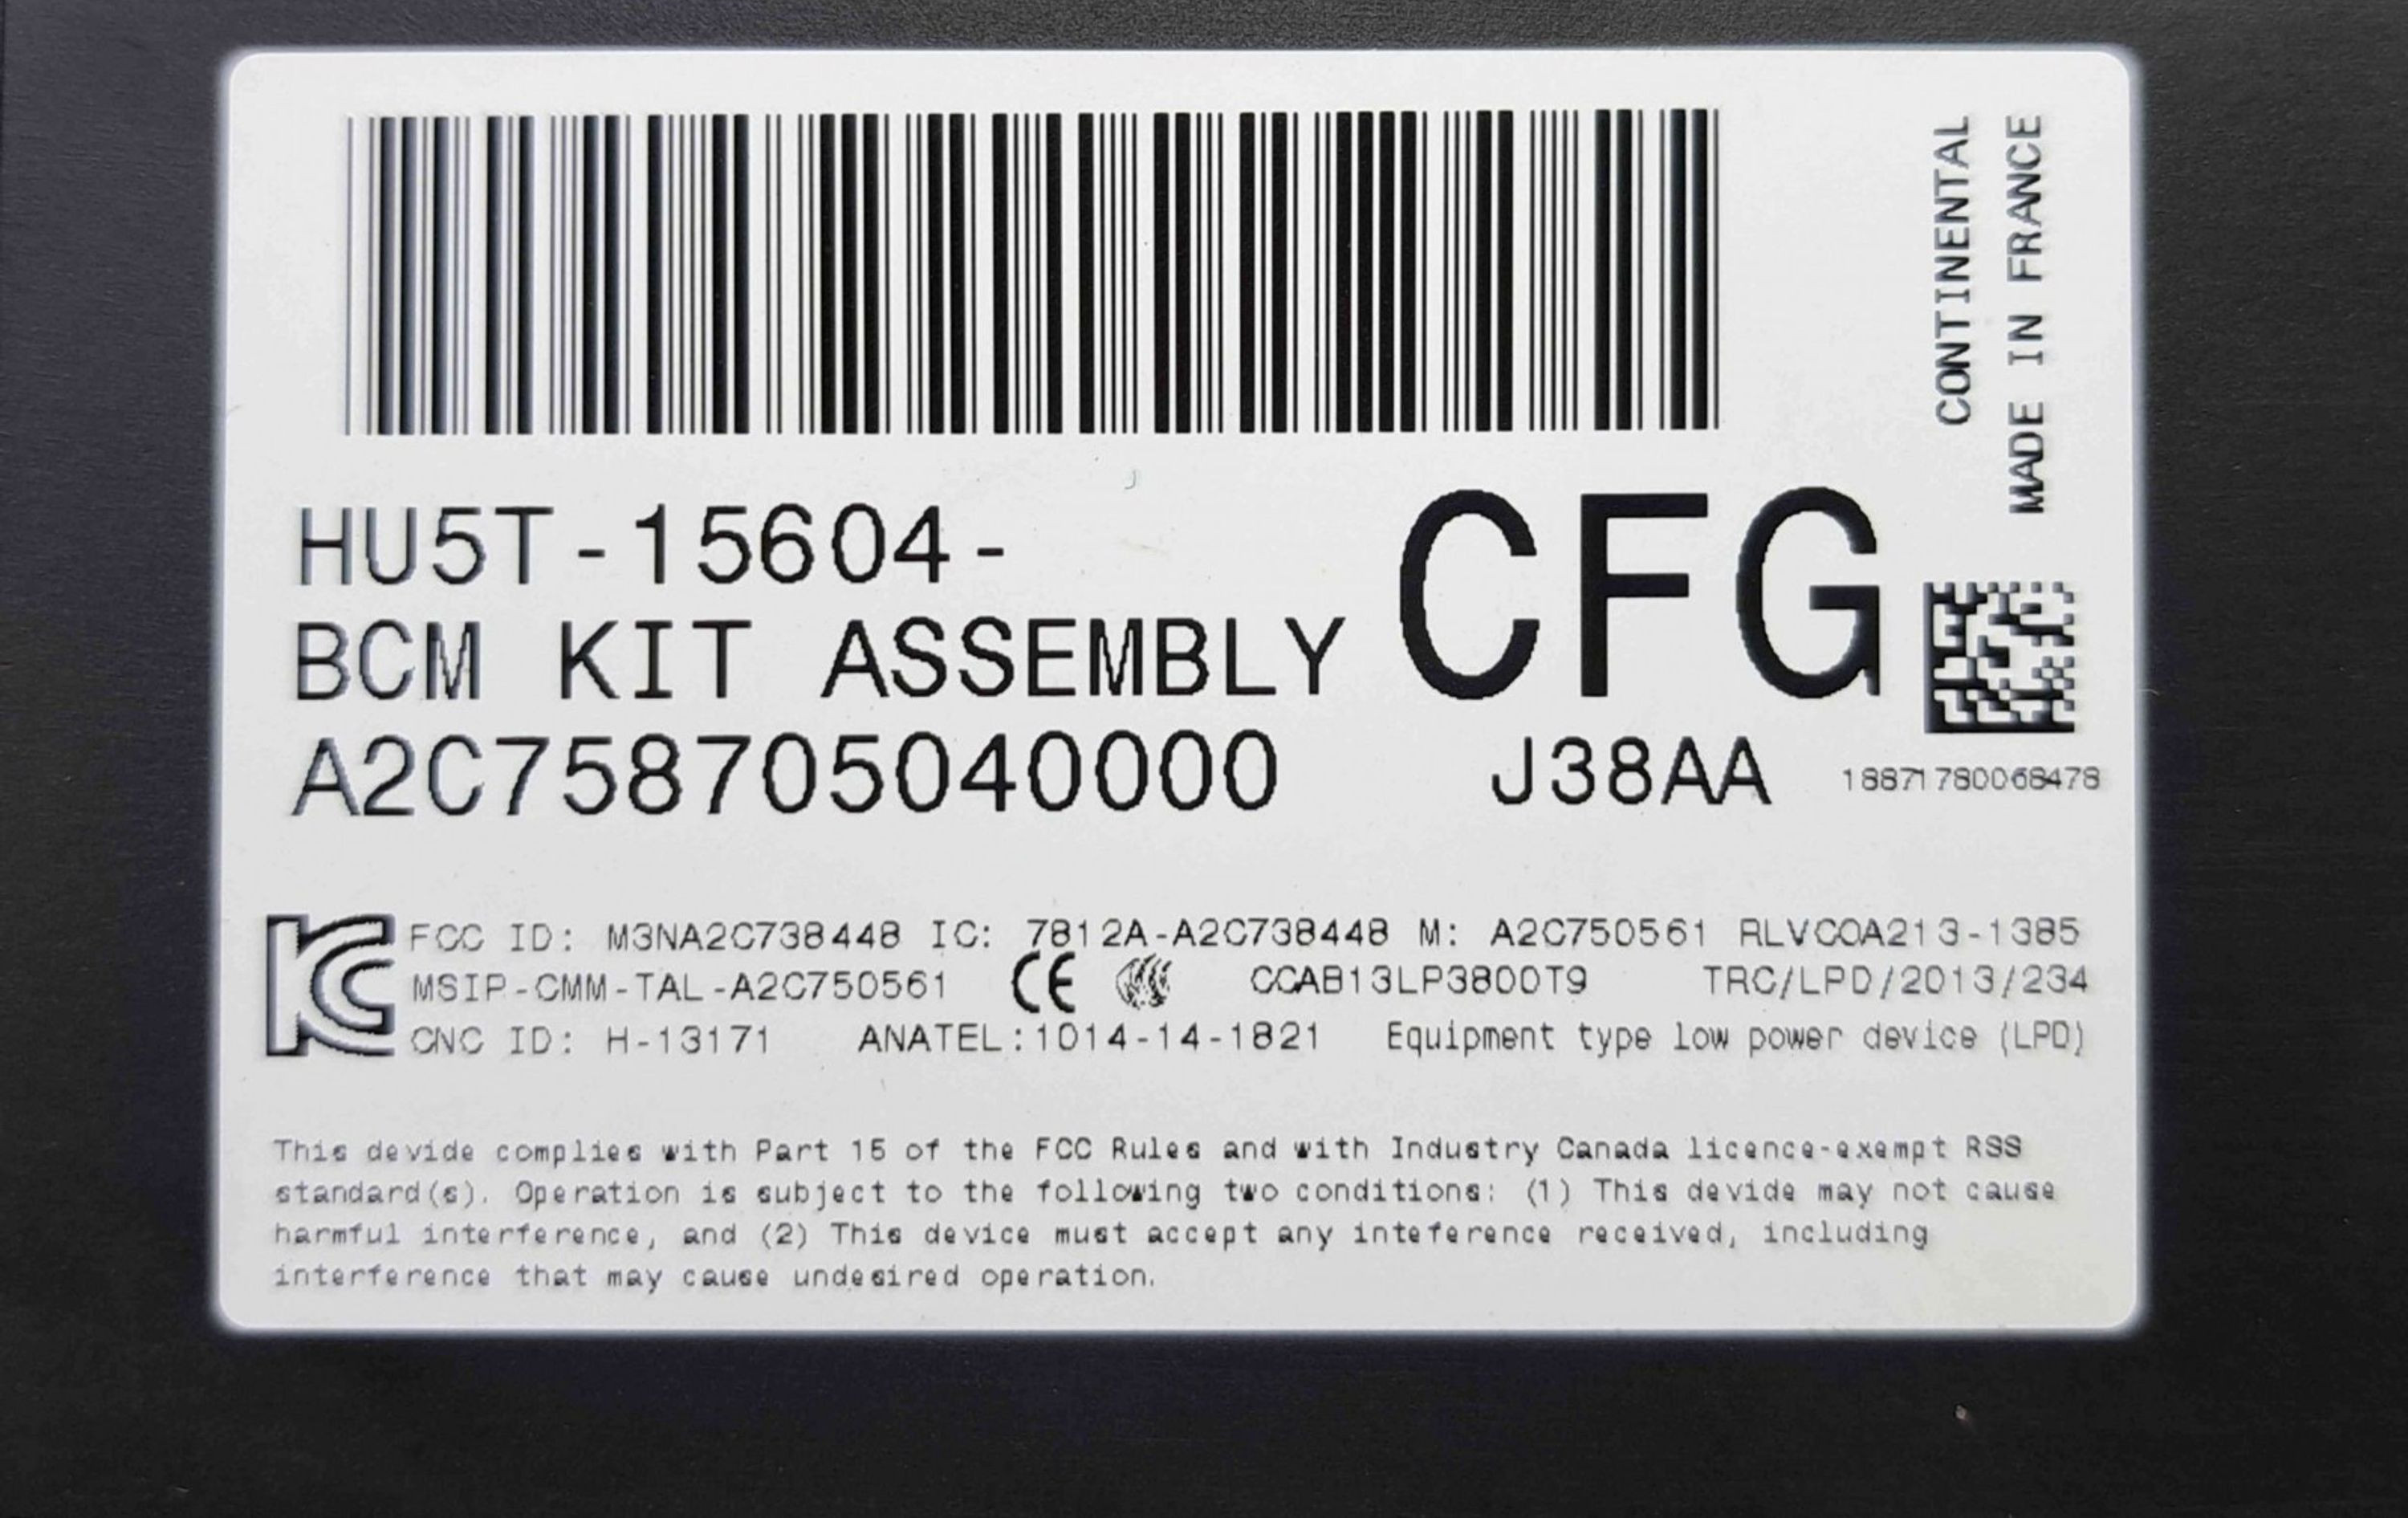 CONTINENTAL
MADE IN FRANCE
HU5T-15604-
CFG
BCM KIT ASSEMBLY
A2C758705040000
J38AA
18871780068478
FCC ID: M3NA2C738448 IC: 7812A-A2C738448 M: A2C750561 RLVCOA213-1385
MSIP-CMM-TAL-A2C750561 CE CCAB13LP3800T9 TRC/LPD/2013/234
CNC ID: H-13171 ANATEL:1014-14-1821 Equipment type low power device (LPD)
This devide complies with Part 15 of the FCC Rules and with Industry Canada licence-exempt RSS
standard(s). Operation is subject to the following two conditions: (1) This devide may not cause
harmful interference, and (2) This device must accept any inteference received, including
interference that may cause undesired operation.